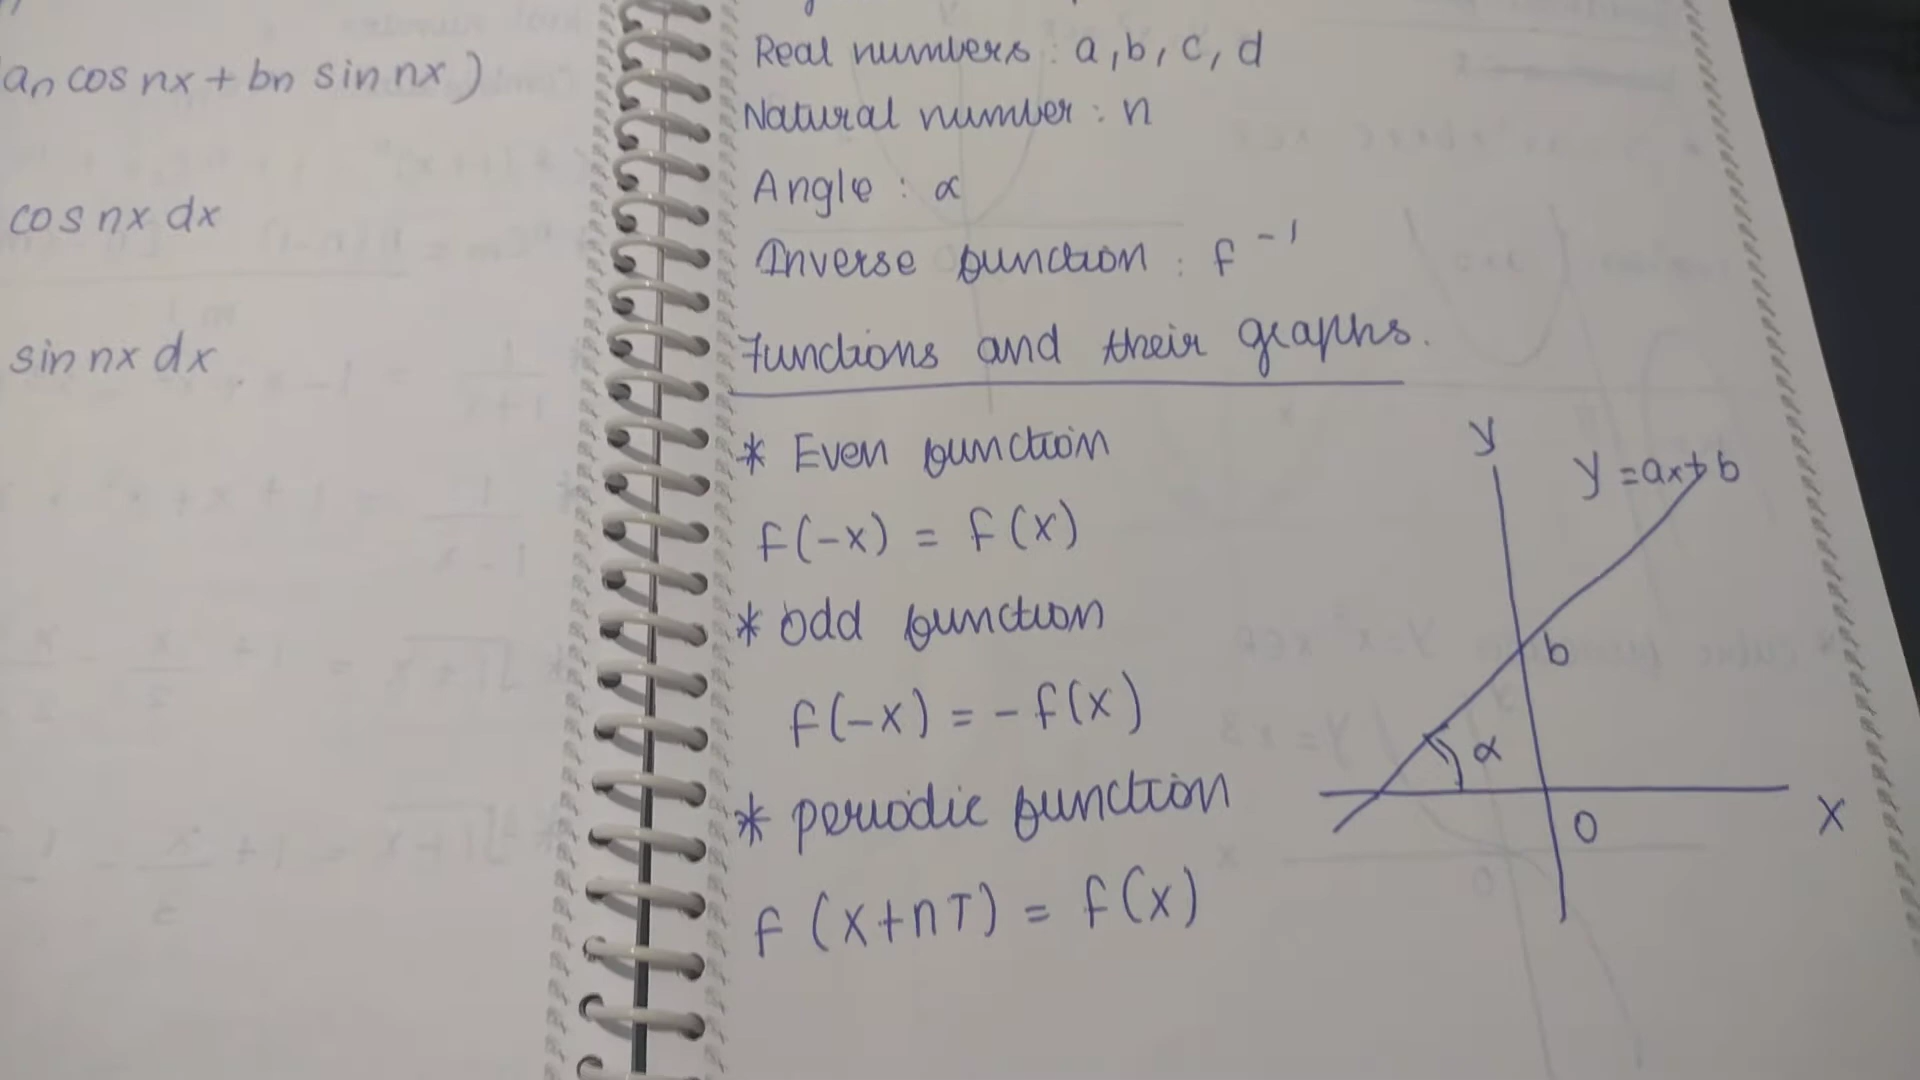 an cos nx + bn sin nx)
cos nx dx
sin nx dx
Real numbers : a, b, c, d
Natural number : n
Angle : α
Inverse function : f⁻¹
Functions and their graphs.
* Even function
f(-x) = f(x)
* odd function
f(-x) = - f(x)
* periodic function
f (x+nT) = f(x)
y
y = ax+b
b
α
0
x